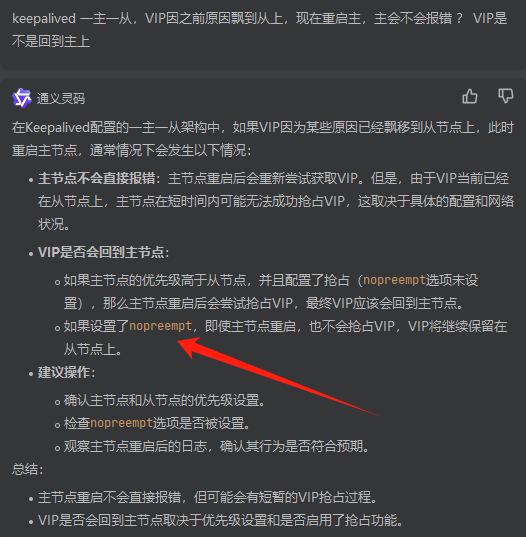 keepalived 一主一从，VIP因之前原因飘到从上，现在重启主，主会不会报错？ VIP是
不是回到主上
通义灵码
在Keepalived配置的一主一从架构中，如果VIP因为某些原因已经飘移到从节点上，此时
重启主节点，通常情况下会发生以下情况：
• 主节点不会直接报错：主节点重启后会重新尝试获取VIP。但是，由于VIP当前已经
在从节点上，主节点在短时间内可能无法成功抢占VIP，这取决于具体的配置和网络
状况。
• VIP是否会回到主节点：
○ 如果主节点的优先级高于从节点，并且配置了抢占（nopreempt选项未设
置），那么主节点重启后会尝试抢占VIP，最终VIP应该会回到主节点。
○ 如果设置了nopreempt，即使主节点重启，也不会抢占VIP，VIP将继续保留在
从节点上。
• 建议操作：
○ 确认主节点和从节点的优先级设置。
○ 检查nopreempt选项是否被设置。
○ 观察主节点重启后的日志，确认其行为是否符合预期。
总结：
• 主节点重启不会直接报错，但可能会有短暂的VIP抢占过程。
• VIP是否会回到主节点取决于优先级设置和是否启用了抢占功能。